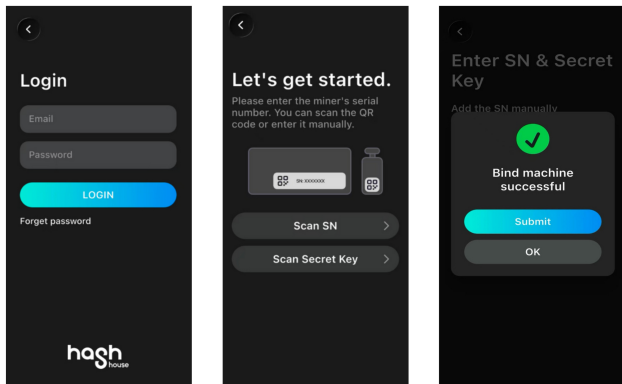 Login
Email
Password
LOGIN
Forget password
hash
house
Let's get started.
Please enter the miner's serial
number. You can scan the QR
code or enter it manually.
SN: XXXXXXX
Scan SN
Scan Secret Key
Enter SN & Secret
Key
Add the SN manually
Bind machine
successful
Submit
OK